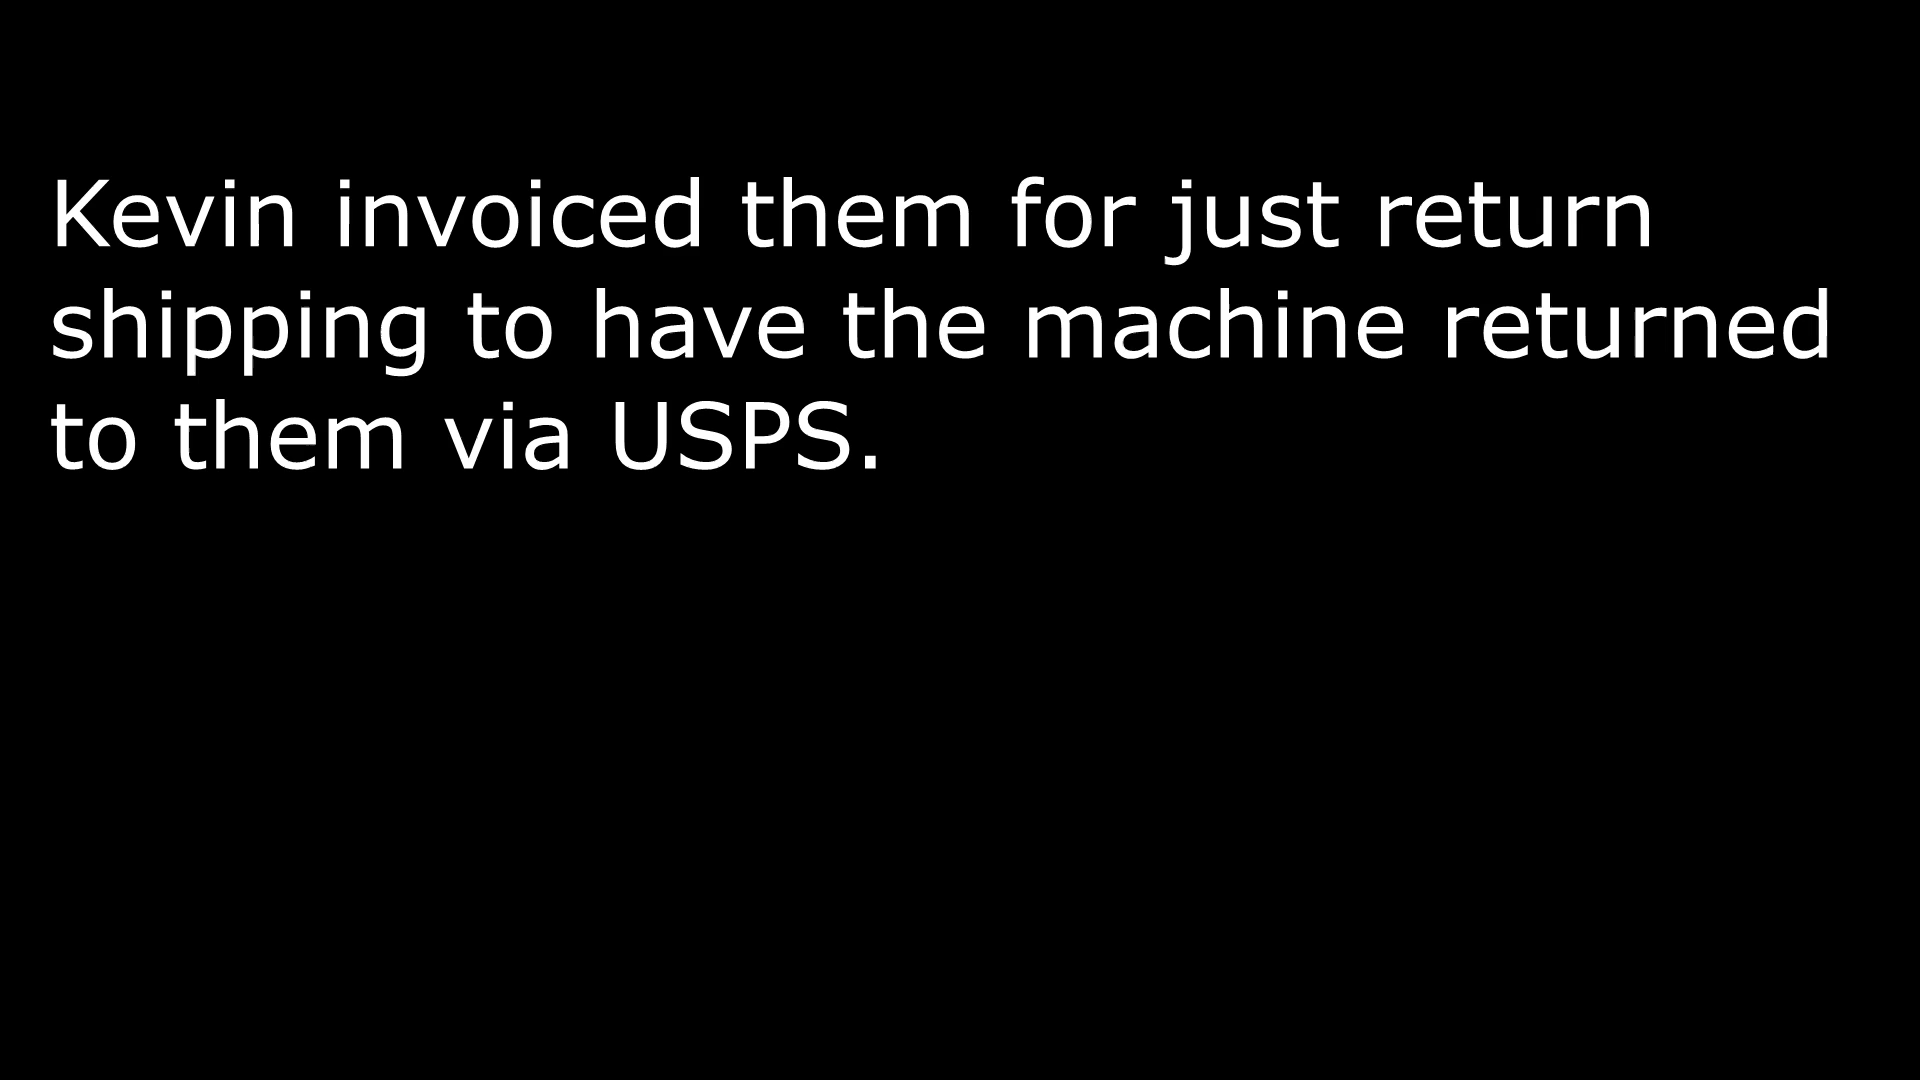 Kevin invoiced them for just return
shipping to have the machine returned
to them via USPS.